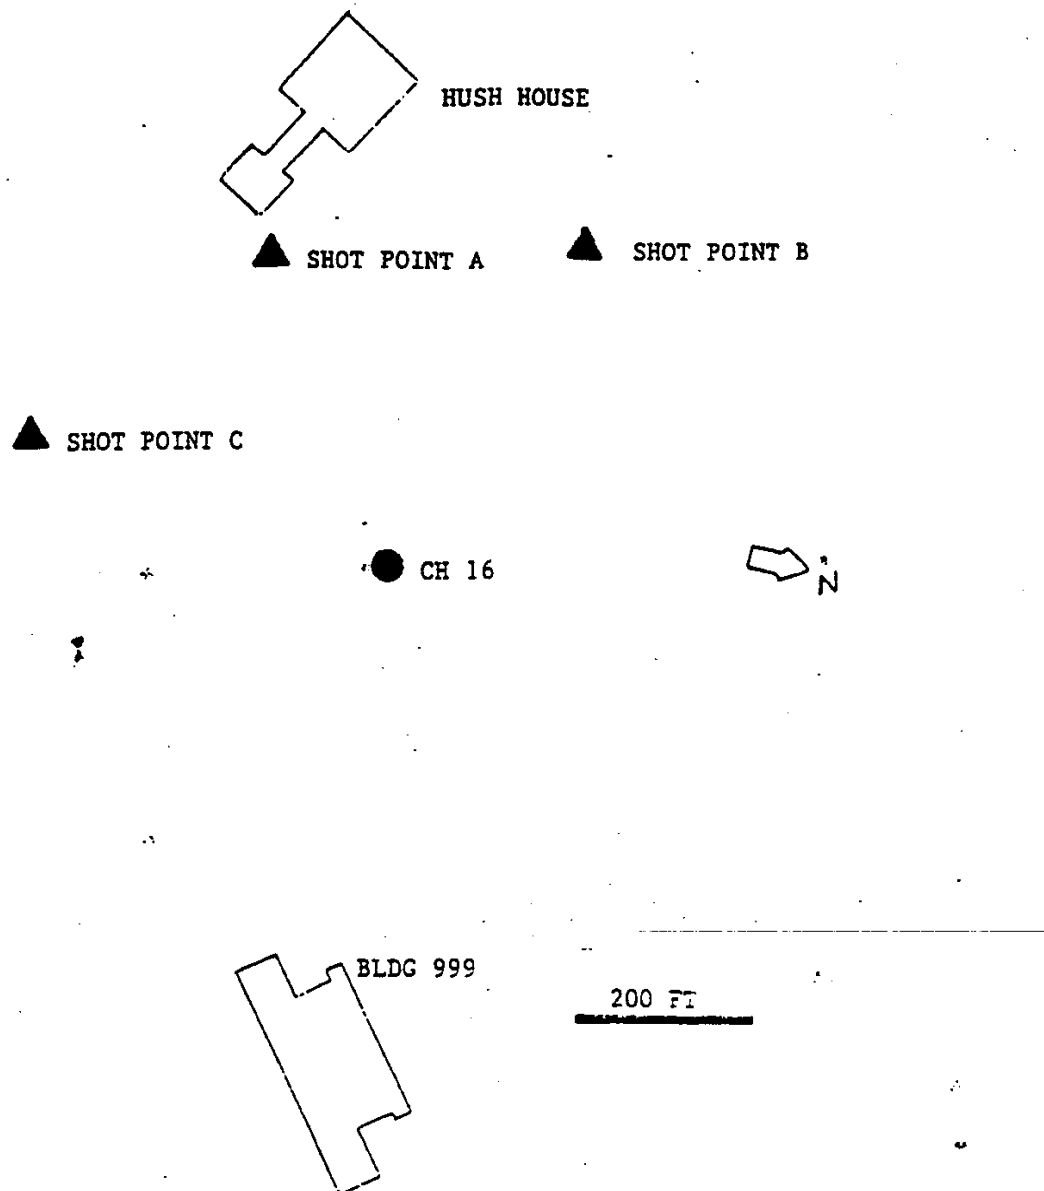 HUSH HOUSE
SHOT POINT A
SHOT POINT B
SHOT POINT C
CH 16
N
BLDG 999
200 FT